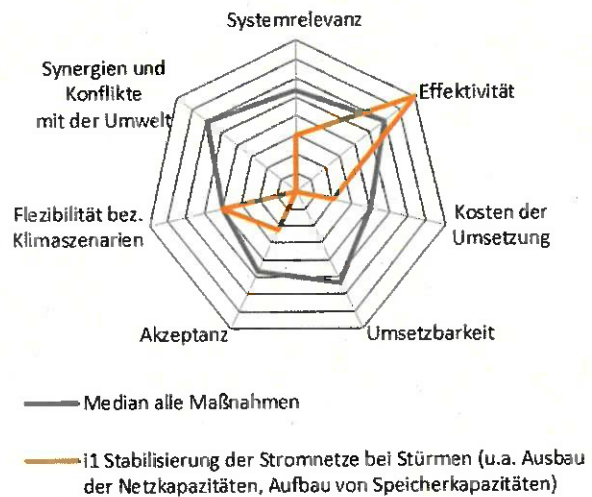 Systemrelevanz
Synergien und
Konflikte
mit der Umwelt
Effektivität
Flezibilität bez.
Klimaszenarien
Kosten der
Umsetzung
Akzeptanz
Umsetzbarkeit
Median alle Maßnahmen
i1 Stabilisierung der Stromnetze bei Stürmen (u.a. Ausbau
der Netzkapazitäten, Aufbau von Speicherkapazitäten)